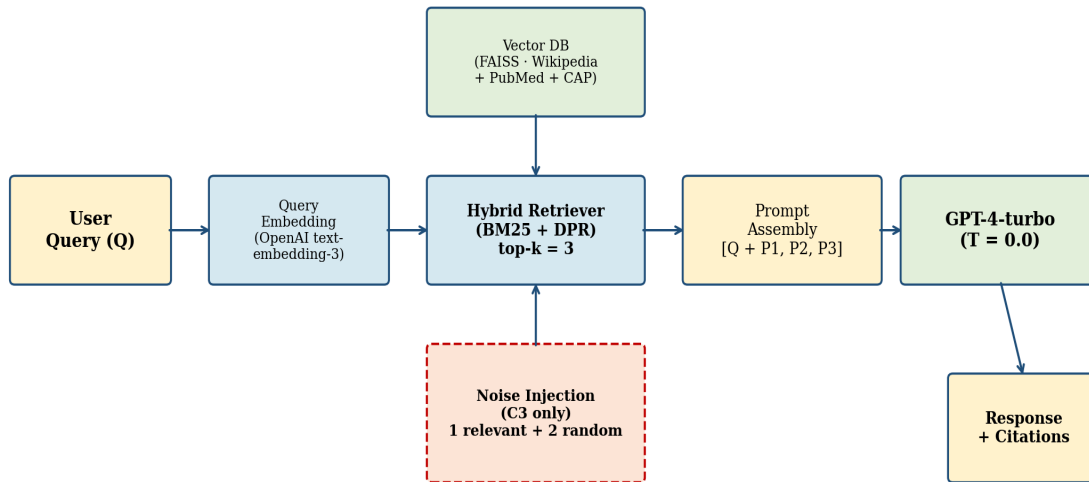 Vector DB
(FAISS · Wikipedia
+ PubMed + CAP)
User
Query (Q)
Query
Embedding
(OpenAI text-
embedding-3)
Hybrid Retriever
(BM25 + DPR)
top-k = 3
Prompt
Assembly
[Q + P1, P2, P3]
GPT-4-turbo
(T = 0.0)
Noise Injection
(C3 only)
1 relevant + 2 random
Response
+ Citations